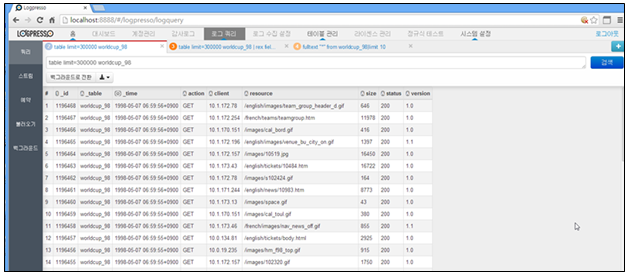 Logpresso
localhost:8888/#/logpresso/logquery
LOGPRESSO 홈 대시보드 계정관리 감사로그 로그 쿼리 로그 수집 설정 테이블 관리 라이센스 관리 정규식 테스트 시스템 설정 로그아웃
쿼리
스트림
예약
불러오기
백그라운드
1 table limit=300000 worldcup_98
table limit=300000 worldcup_98 | rex fiel...
fulltext "*" from worldcup_98|limit 10
table limit=300000 worldcup_98 검색
백그라운드로 전환
# _id _table _time action client resource size status version
1 1196468 worldcup_98 1998-05-07 06:59:56+0900 GET 10.1.172.78 /english/images/team_group_header_d.gif 646 200 1.0
2 1196467 worldcup_98 1998-05-07 06:59:56+0900 GET 10.1.172.254 /french/teams/teamgroup.htm 11978 200 1.0
3 1196466 worldcup_98 1998-05-07 06:59:56+0900 GET 10.1.170.151 /images/cal_bord.gif 416 200 1.0
4 1196465 worldcup_98 1998-05-07 06:59:55+0900 GET 10.1.172.196 /english/images/venue_bu_city_on.gif 1397 200 1.1
5 1196464 worldcup_98 1998-05-07 06:59:55+0900 GET 10.1.172.157 /images/10519.jpg 16450 200 1.0
6 1196463 worldcup_98 1998-05-07 06:59:55+0900 GET 10.1.173.43 /english/tickets/10484.htm 16722 200 1.0
7 1196462 worldcup_98 1998-05-07 06:59:55+0900 GET 10.1.172.78 /images/s102424.gif 164 200 1.0
8 1196461 worldcup_98 1998-05-07 06:59:55+0900 GET 10.1.171.244 /english/news/10983.htm 8773 200 1.0
9 1196460 worldcup_98 1998-05-07 06:59:55+0900 GET 10.1.173.13 /images/space.gif 43 200 1.0
10 1196459 worldcup_98 1998-05-07 06:59:55+0900 GET 10.1.170.151 /images/cal_toul.gif 380 200 1.0
11 1196458 worldcup_98 1998-05-07 06:59:55+0900 GET 10.1.173.46 /french/images/nav_news_off.gif 855 200 1.1
12 1196457 worldcup_98 1998-05-07 06:59:55+0900 GET 10.0.134.81 /english/tickets/body.html 2925 200 1.0
13 1196456 worldcup_98 1998-05-07 06:59:55+0900 GET 10.0.19.235 /images/hm_f98_top.gif 915 200 1.0
14 1196455 worldcup_98 1998-05-07 06:59:55+0900 GET 10.1.172.157 /images/102320.gif 1750 200 1.0